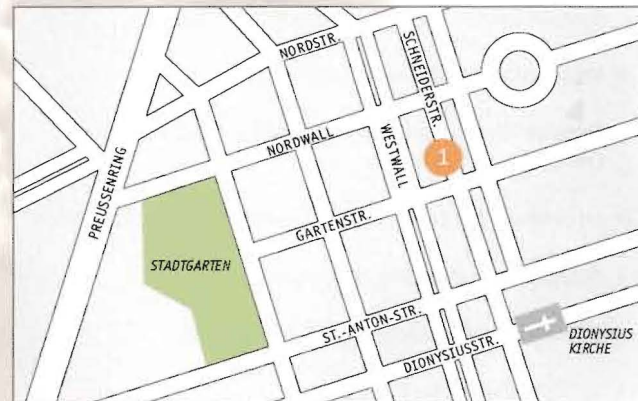 NORDSTR.
SCHNEIDERSTR.
NORDWALL
WESTWALL
1
PREUSSENRING
GARTENSTR.
STADTGARTEN
ST.-ANTON-STR.
DIONYSIUSSTR.
DIONYSIUS
KIRCHE